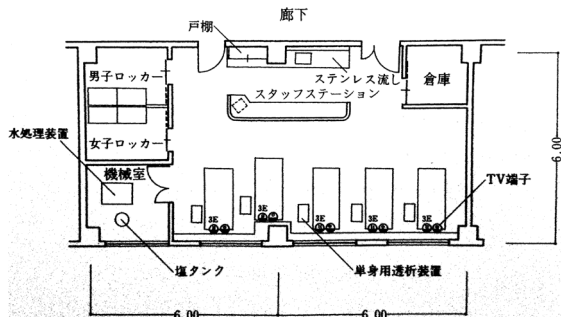 廊下
戸棚
ステンレス流し
スタッフステーション
倉庫
男子ロッカー
女子ロッカー
水処理装置
機械室
TV端子
3E
3E
3E
3E
3E
塩タンク
単身用透析装置
6.00
6.00
6.00